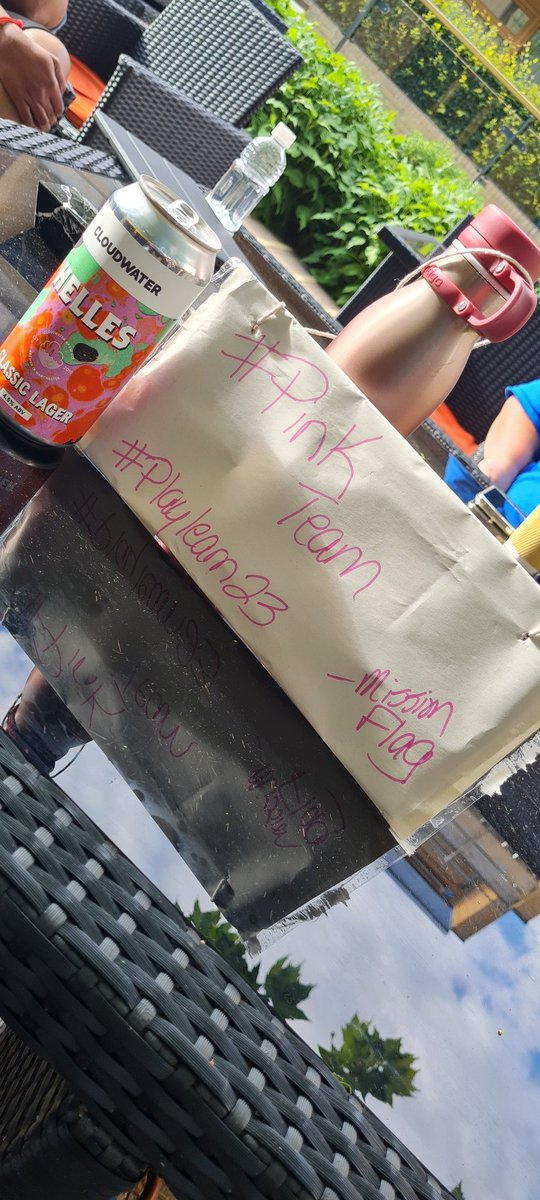 CLOUDWATER
HELLES
CLASSIC LAGER
#Pink
Team
#PlayTeam23
-Mission
Flag